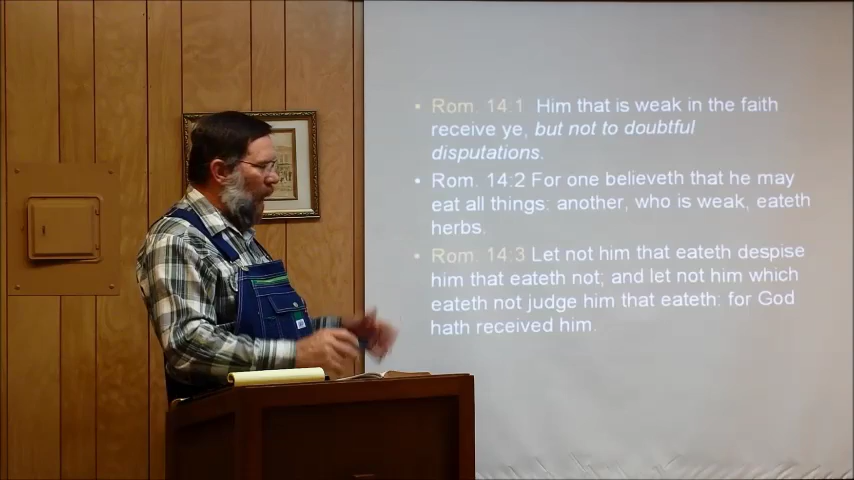 • Rom. 14:1 Him that is weak in the faith
receive ye, but not to doubtful
disputations.
• Rom. 14:2 For one believeth that he may
eat all things: another, who is weak, eateth
herbs.
• Rom. 14:3 Let not him that eateth despise
him that eateth not; and let not him which
eateth not judge him that eateth: for God
hath received him.